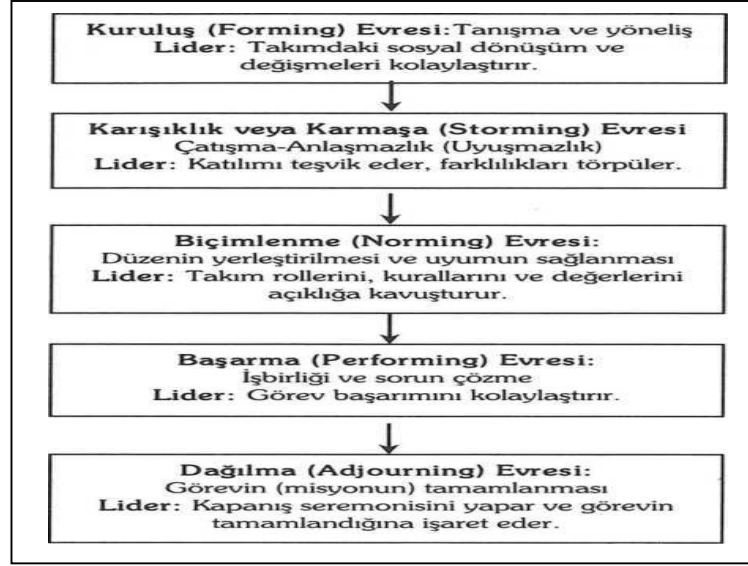 Kuruluş (Forming) Evresi: Tanışma ve yöneliş
Lider: Takımdaki sosyal dönüşüm ve
değişmeleri kolaylaştırır.
Karışıklık veya Karmaşa (Storming) Evresi
Çatışma-Anlaşmazlık (Uyuşmazlık)
Lider: Katılımı teşvik eder, farklılıkları törpüler.
Biçimlenme (Norming) Evresi:
Düzenin yerleştirilmesi ve uyumun sağlanması
Lider: Takım rollerini, kurallarını ve değerlerini
açıklığa kavuşturur.
Başarma (Performing) Evresi:
İşbirliği ve sorun çözme
Lider: Görev başarımını kolaylaştırır.
Dağılma (Adjourning) Evresi:
Görevin (misyonun) tamamlanması
Lider: Kapanış seremonisini yapar ve görevin
tamamlandığına işaret eder.